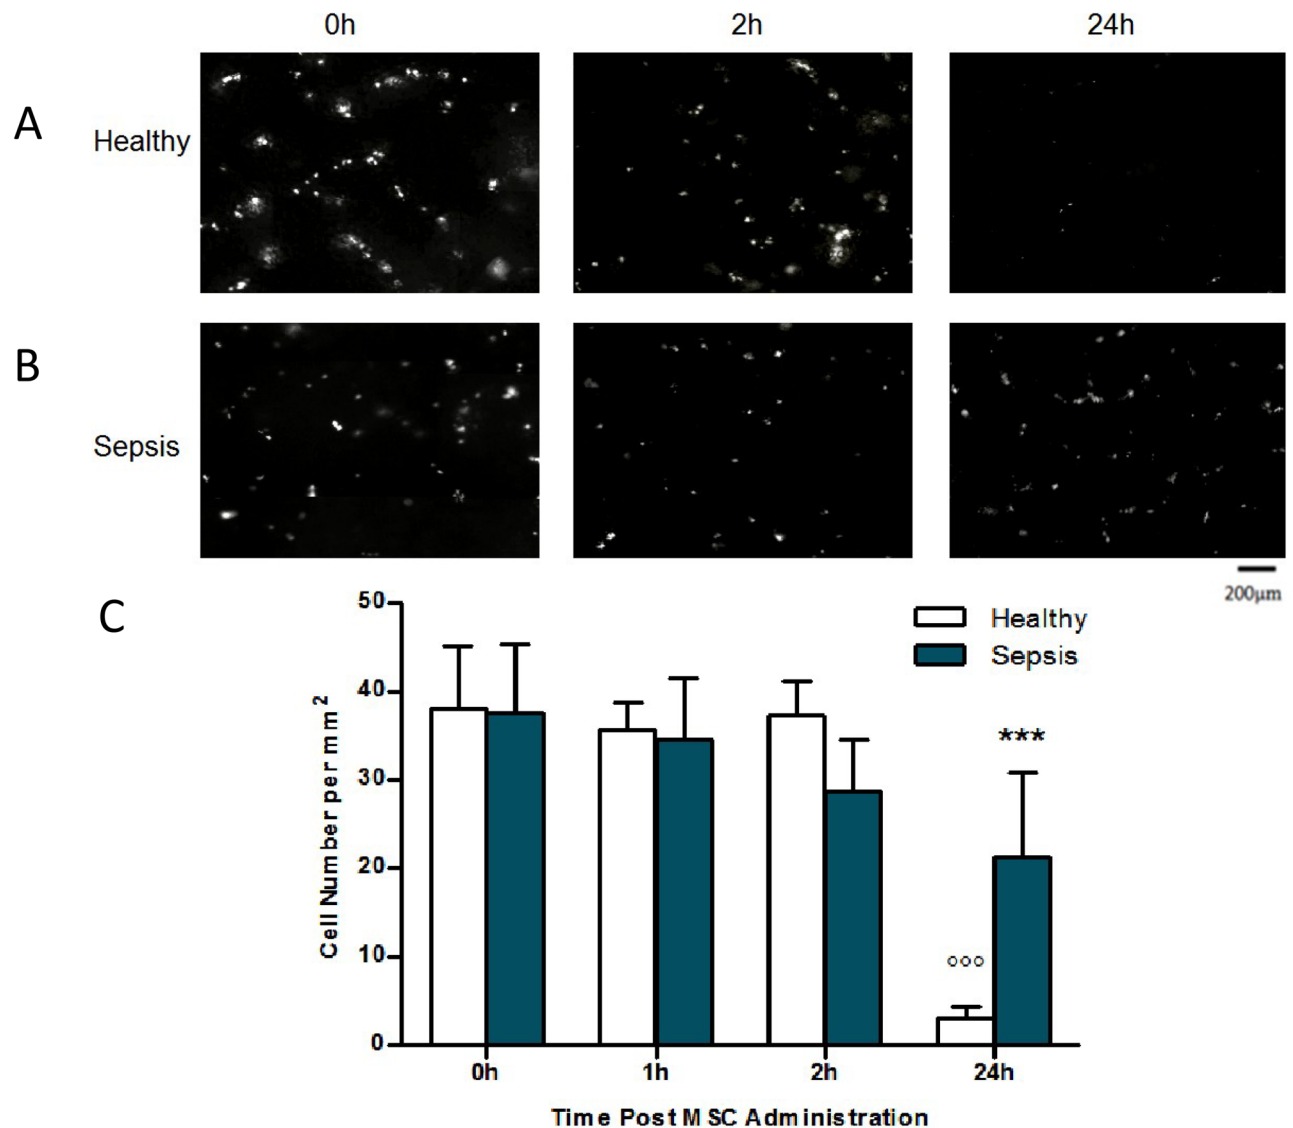 0h 2h 24h
A
Healthy
B
Sepsis
200μm
C
Healthy
Sepsis
50
40
30
20
10
0
Cell Number per mm²
***
°°°
0h 1h 2h 24h
Time Post MSC Administration